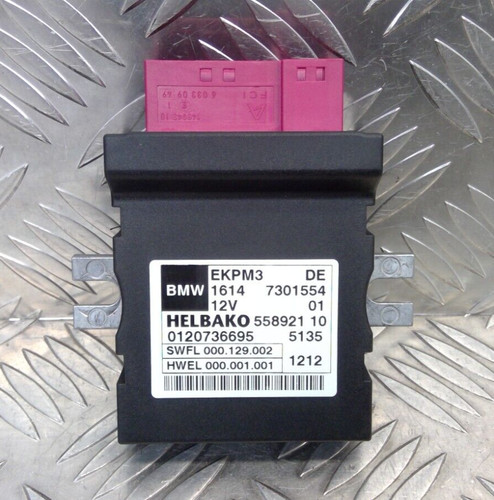 A
FCI
BMW
EKPM3 DE
1614 7301554
12V 01
HELBAKO 558921 10
0120736695 5135
SWFL 000.129.002
HWEL 000.001.001 1212